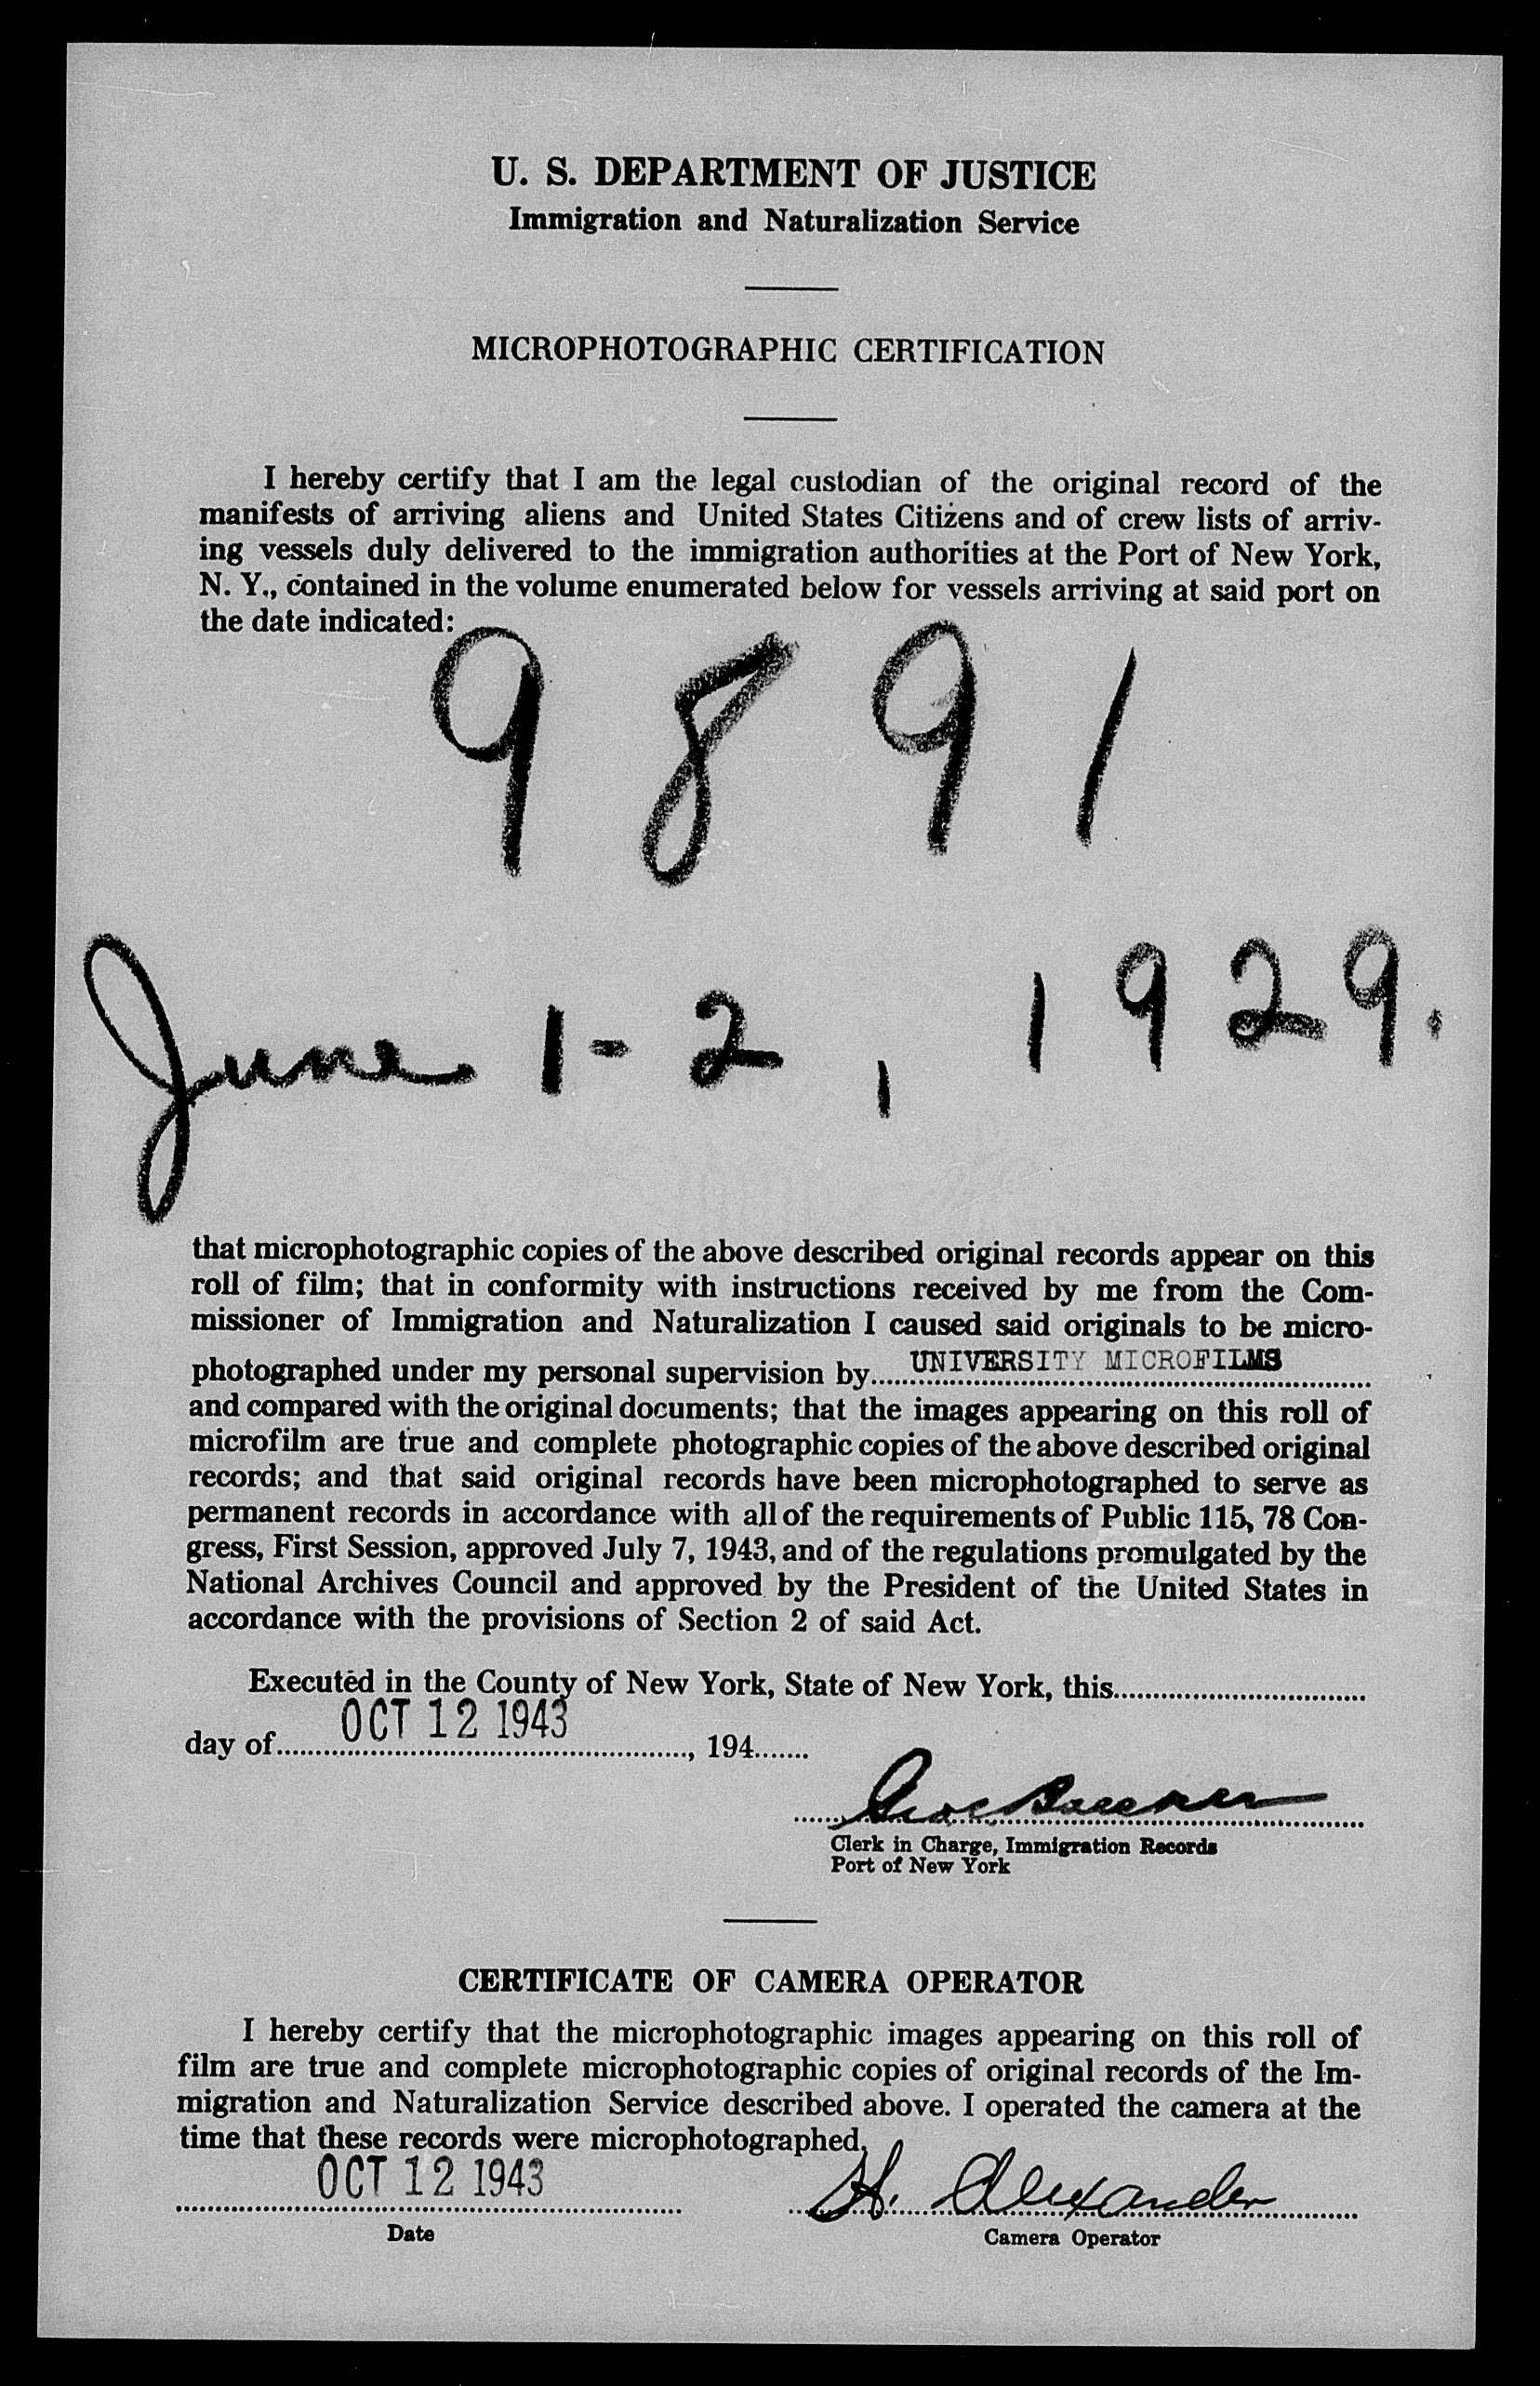 U. S. DEPARTMENT OF JUSTICE
Immigration and Naturalization Service
MICROPHOTOGRAPHIC CERTIFICATION
I hereby certify that I am the legal custodian of the original record of the
manifests of arriving aliens and United States Citizens and of crew lists of arriv-
ing vessels duly delivered to the immigration authorities at the Port of New York,
N. Y., contained in the volume enumerated below for vessels arriving at said port on
the date indicated:
9891
June 1-2, 1929.
that microphotographic copies of the above described original records appear on this
roll of film; that in conformity with instructions received by me from the Com-
missioner of Immigration and Naturalization I caused said originals to be micro-
photographed under my personal supervision by UNIVERSITY MICROFILMS
and compared with the original documents; that the images appearing on this roll of
microfilm are true and complete photographic copies of the above described original
records; and that said original records have been microphotographed to serve as
permanent records in accordance with all of the requirements of Public 115, 78 Con-
gress, First Session, approved July 7, 1943, and of the regulations promulgated by the
National Archives Council and approved by the President of the United States in
accordance with the provisions of Section 2 of said Act.
Executed in the County of New York, State of New York, this
day of OCT 12 1943, 194
Clerk in Charge, Immigration Records
Port of New York
CERTIFICATE OF CAMERA OPERATOR
I hereby certify that the microphotographic images appearing on this roll of
film are true and complete microphotographic copies of original records of the Im-
migration and Naturalization Service described above. I operated the camera at the
time that these records were microphotographed.
OCT 12 1943 H. Alexander
Date Camera Operator